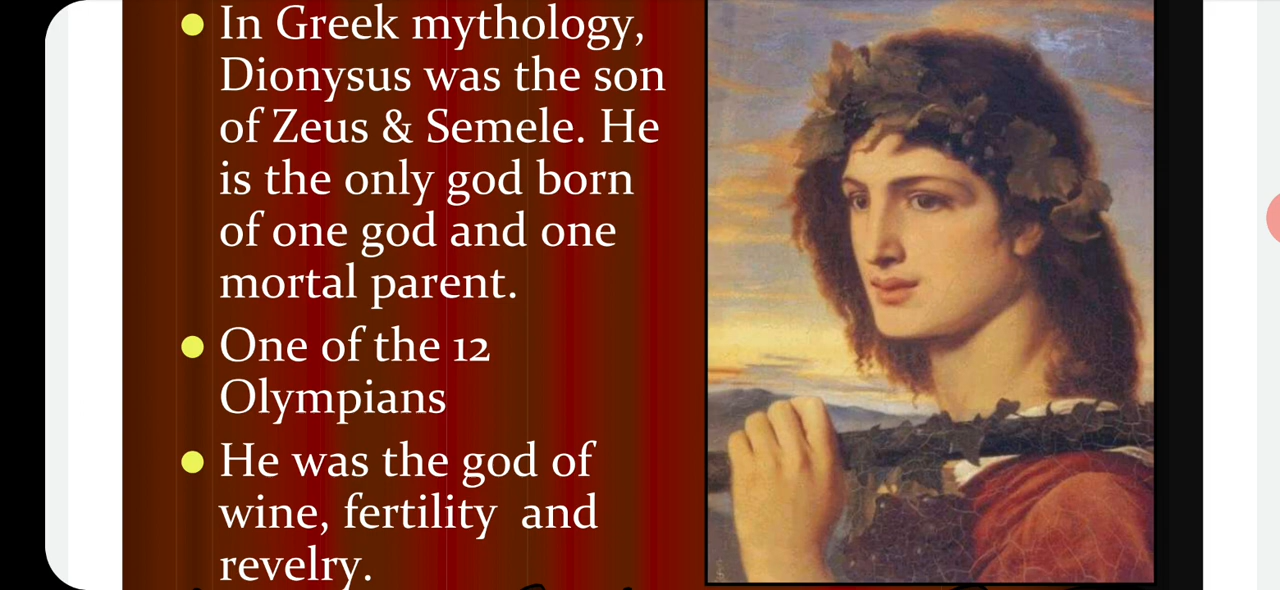 In Greek mythology,
Dionysus was the son
of Zeus & Semele. He
is the only god born
of one god and one
mortal parent.
One of the 12
Olympians
He was the god of
wine, fertility and
revelry.